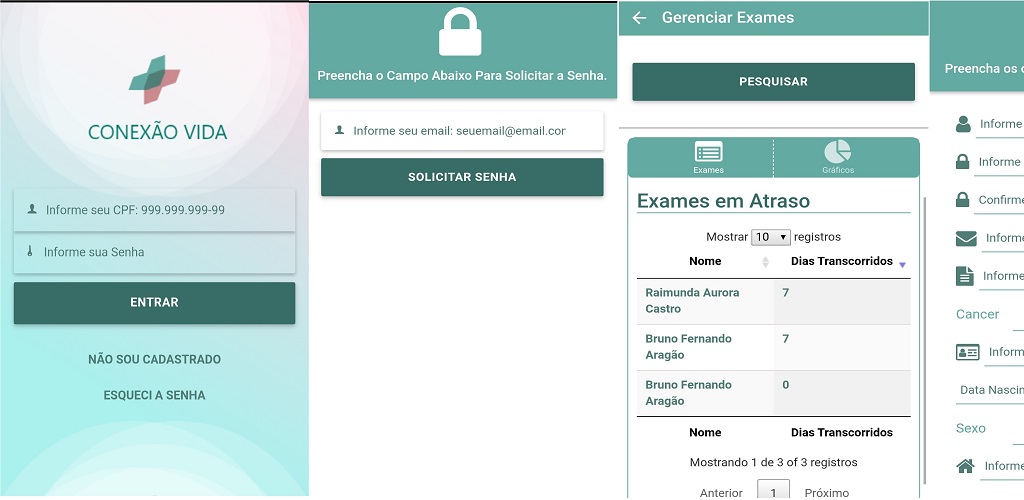 CONEXÃO VIDA
Informe seu CPF: 999.999.999-99
Informe sua Senha
ENTRAR
NÃO SOU CADASTRADO
ESQUECI A SENHA
Preencha o Campo Abaixo Para Solicitar a Senha.
Informe seu email: seuemail@email.cor
SOLICITAR SENHA
Gerenciar Exames
PESQUISAR
Exames
Gráficos
Exames em Atraso
Mostrar 10 registros
Nome Dias Transcorridos
Raimunda Aurora 7
Castro
Bruno Fernando 7
Aragão
Bruno Fernando 0
Aragão
Nome Dias Transcorridos
Mostrando 1 de 3 of 3 registros
Anterior 1 Próximo
Preencha os
Informe
Informe
Confirme
Inform
Informe
Cancer
Inform
Data Nascin
Sexo
Informe